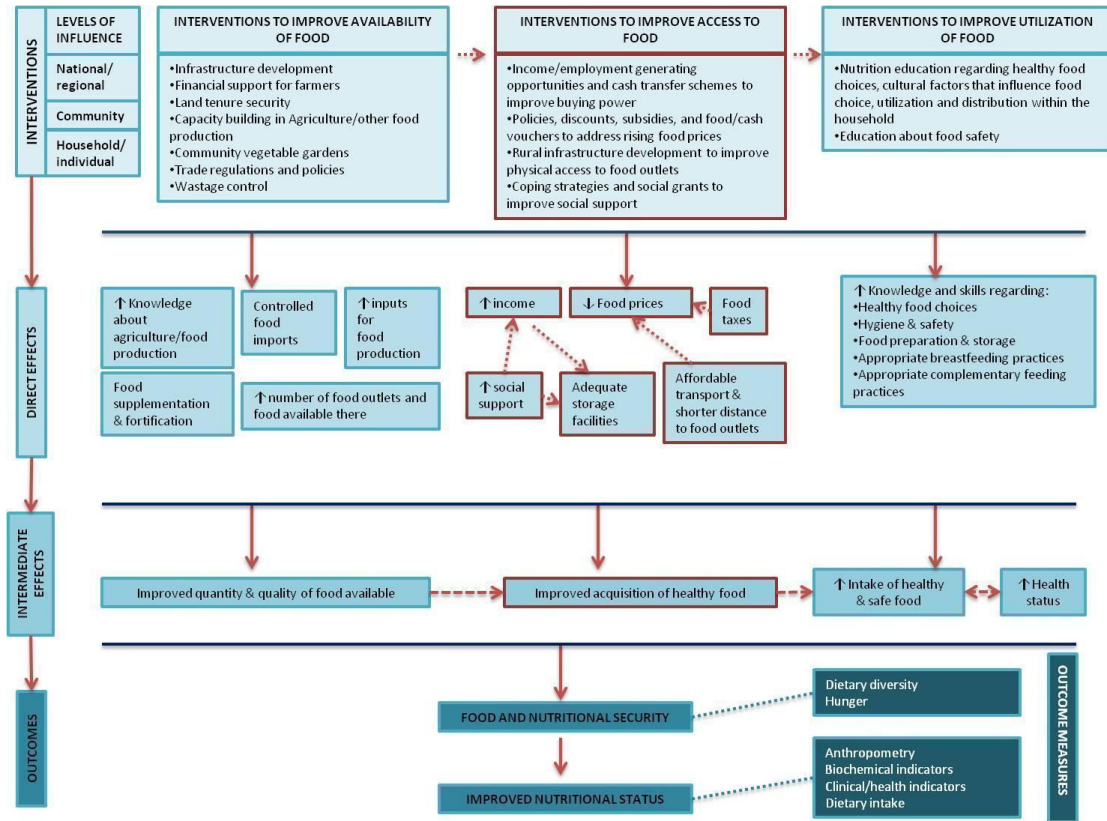 INTERVENTIONS
LEVELS OF
INFLUENCE
National/
regional
Community
Household/
individual
INTERVENTIONS TO IMPROVE AVAILABILITY
OF FOOD
•Infrastructure development
•Financial support for farmers
•Land tenure security
•Capacity building in Agriculture/other food
production
•Community vegetable gardens
•Trade regulations and policies
•Wastage control
INTERVENTIONS TO IMPROVE ACCESS TO
FOOD
•Income/employment generating
opportunities and cash transfer schemes to
improve buying power
•Policies, discounts, subsidies, and food/cash
vouchers to address rising food prices
•Rural infrastructure development to improve
physical access to food outlets
•Coping strategies and social grants to
improve social support
INTERVENTIONS TO IMPROVE UTILIZATION
OF FOOD
•Nutrition education regarding healthy food
choices, cultural factors that influence food
choice, utilization and distribution within the
household
•Education about food safety
DIRECT EFFECTS
↑ Knowledge
about
agriculture/food
production
Controlled
food
imports
↑ inputs
for
food
production
Food
supplementation
& fortification
↑ number of food outlets and
food available there
↑ income
↓ Food prices
Food
taxes
↑ social
support
Adequate
storage
facilities
Affordable
transport &
shorter distance
to food outlets
↑ Knowledge and skills regarding:
•Healthy food choices
•Hygiene & safety
•Food preparation & storage
•Appropriate breastfeeding practices
•Appropriate complementary feeding
practices
INTERMEDIATE
EFFECTS
Improved quantity & quality of food available
Improved acquisition of healthy food
↑ Intake of healthy
& safe food
↑ Health
status
OUTCOMES
FOOD AND NUTRITIONAL SECURITY
IMPROVED NUTRITIONAL STATUS
Dietary diversity
Hunger
Anthropometry
Biochemical indicators
Clinical/health indicators
Dietary intake
OUTCOME MEASURES